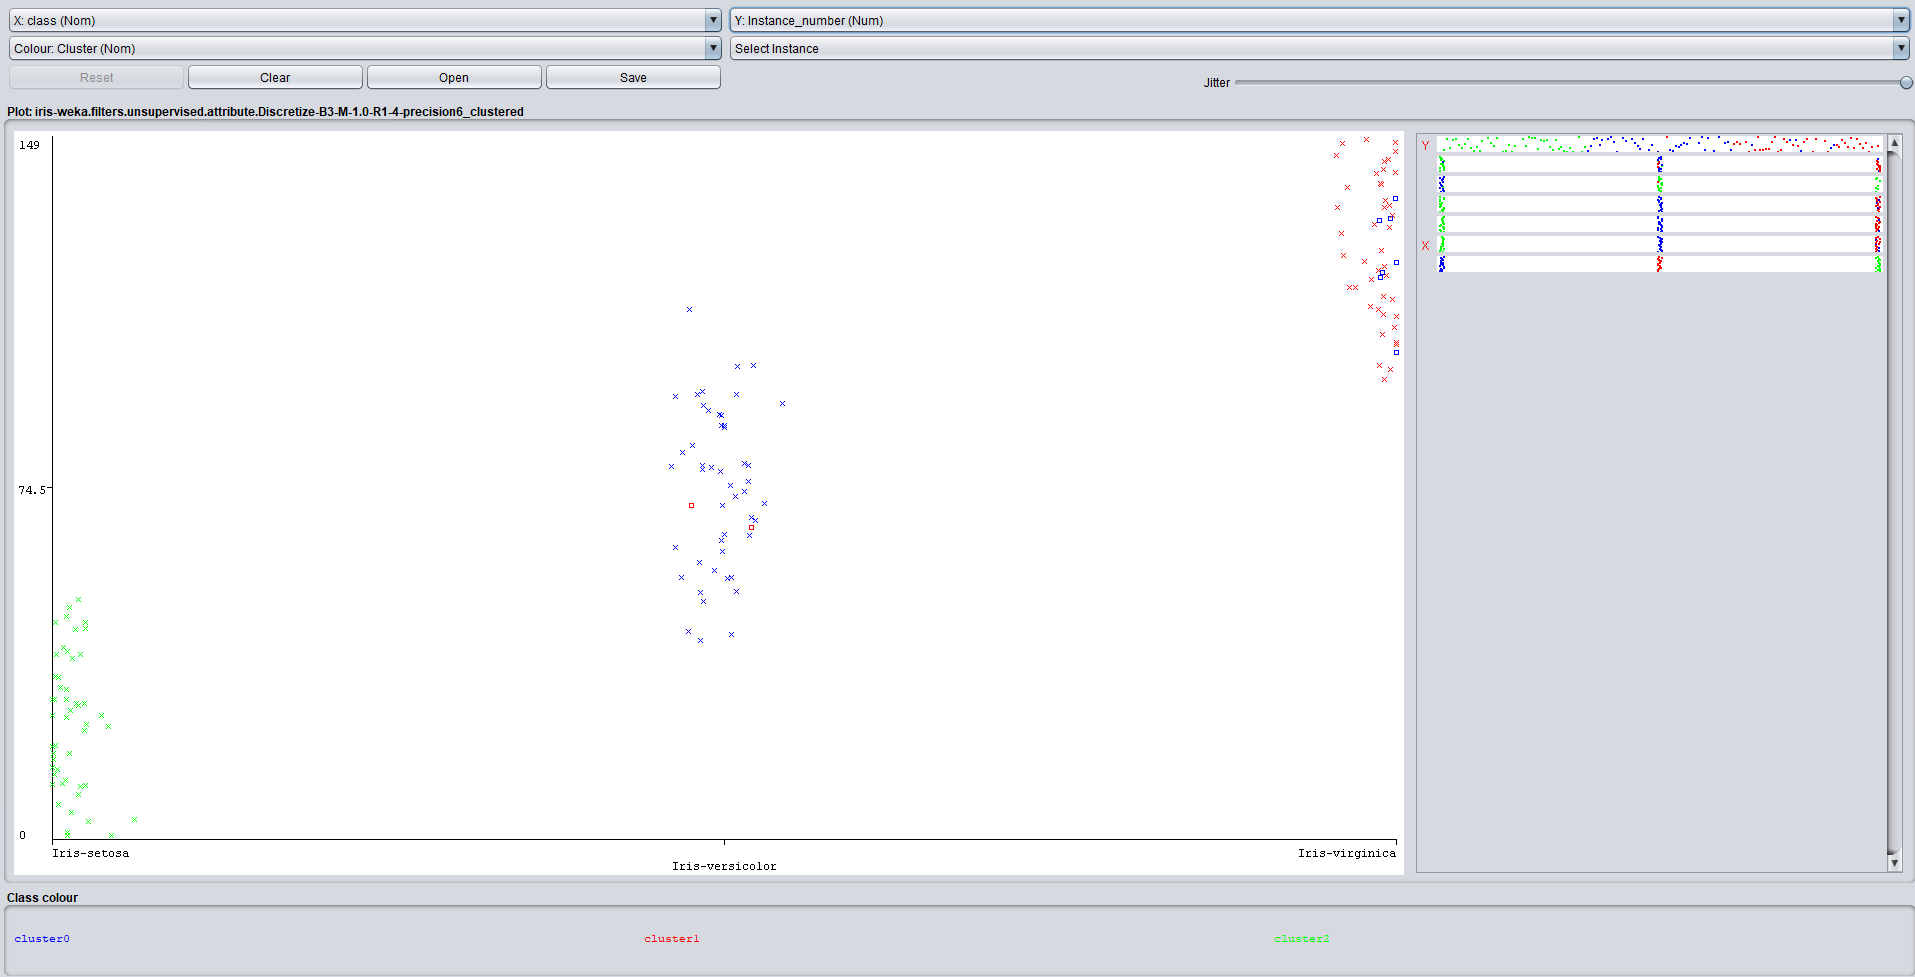 X: class (Nom)
Y: Instance_number (Num)
Colour: Cluster (Nom)
Select Instance
Reset
Clear
Open
Save
Jitter
Plot: iris-weka.filters.unsupervised.attribute.Discretize-B3-M-1.0-R1-4-precision6_clustered
149
74.5
0
Iris-setosa
Iris-versicolor
Iris-virginica
Y
X
Class colour
cluster0
cluster1
cluster2